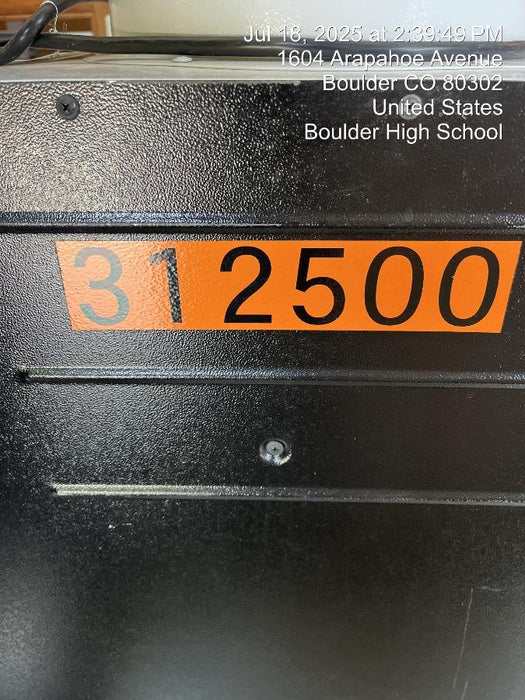 Jul 18, 2025 at 2:39:49 PM
1604 Arapahoe Avenue
Boulder CO 80302
United States
Boulder High School
312500